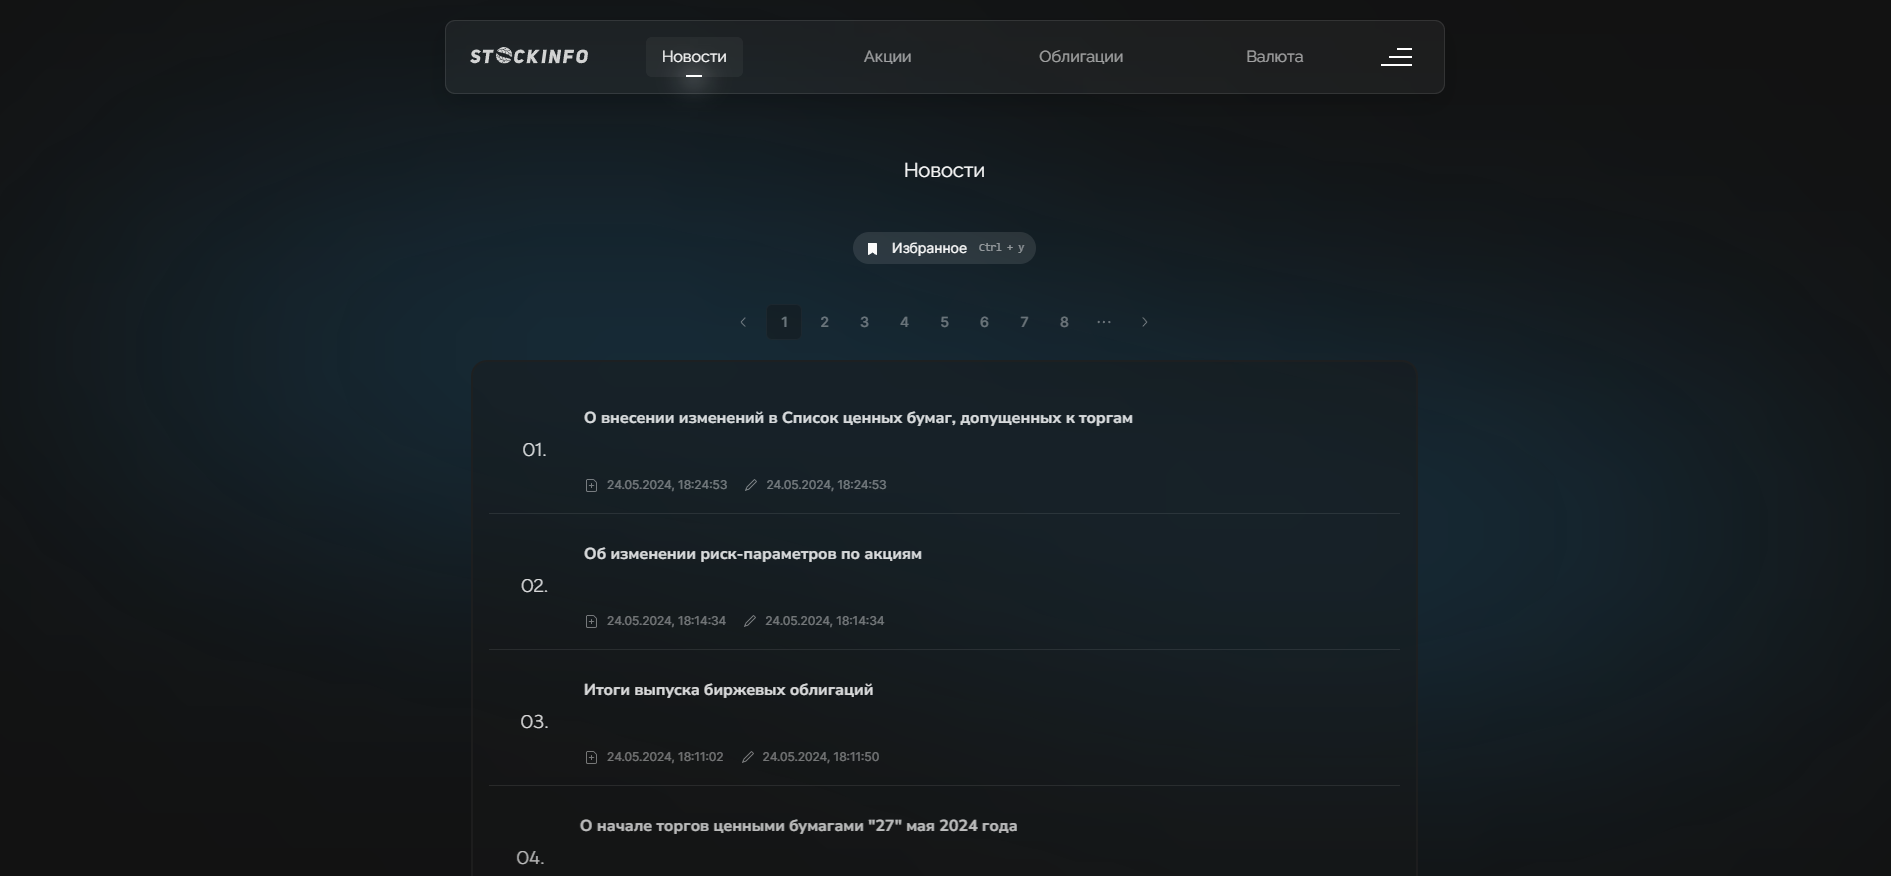 STOCKINFO
Новости
Акции
Облигации
Валюта
Новости
Избранное Ctrl + y
1 2 3 4 5 6 7 8 ...
О внесении изменений в Список ценных бумаг, допущенных к торгам
01.
24.05.2024, 18:24:53 24.05.2024, 18:24:53
Об изменении риск-параметров по акциям
02.
24.05.2024, 18:14:34 24.05.2024, 18:14:34
Итоги выпуска биржевых облигаций
03.
24.05.2024, 18:11:02 24.05.2024, 18:11:50
О начале торгов ценными бумагами "27" мая 2024 года
04.